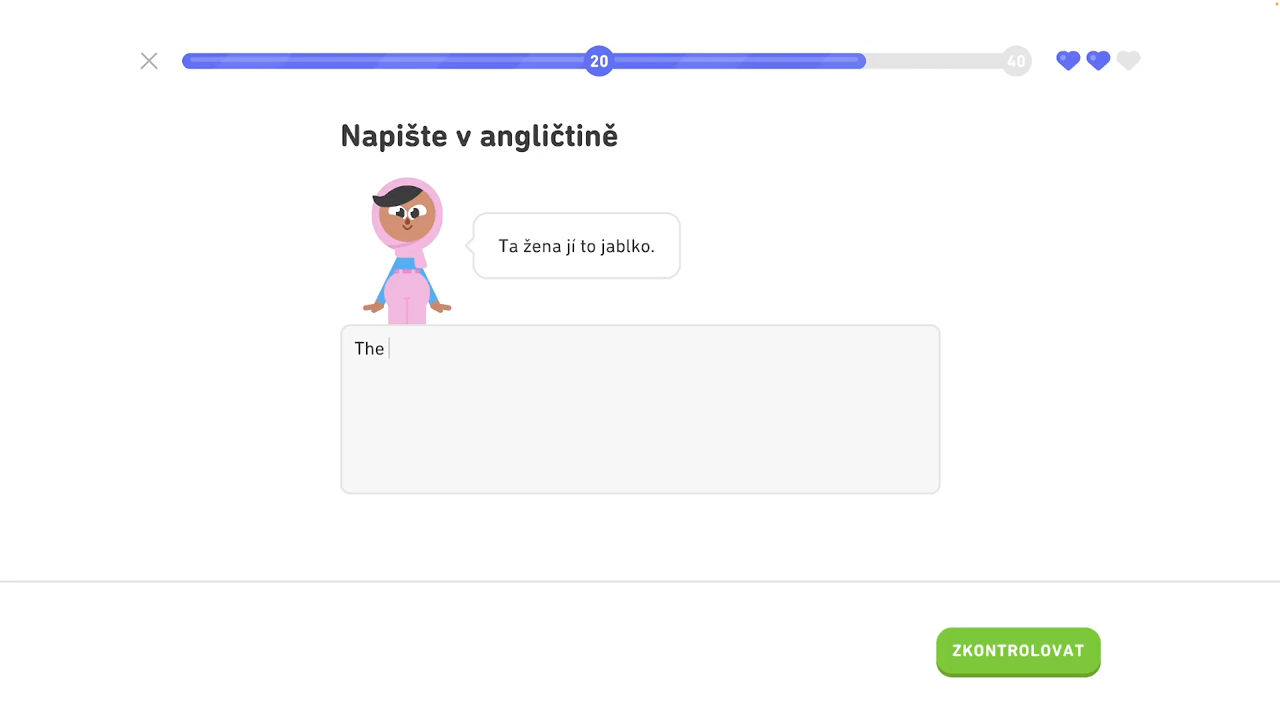 20
40
Napište v angličtině
Ta žena jí to jablko.
The
ZKONTROLOVAT